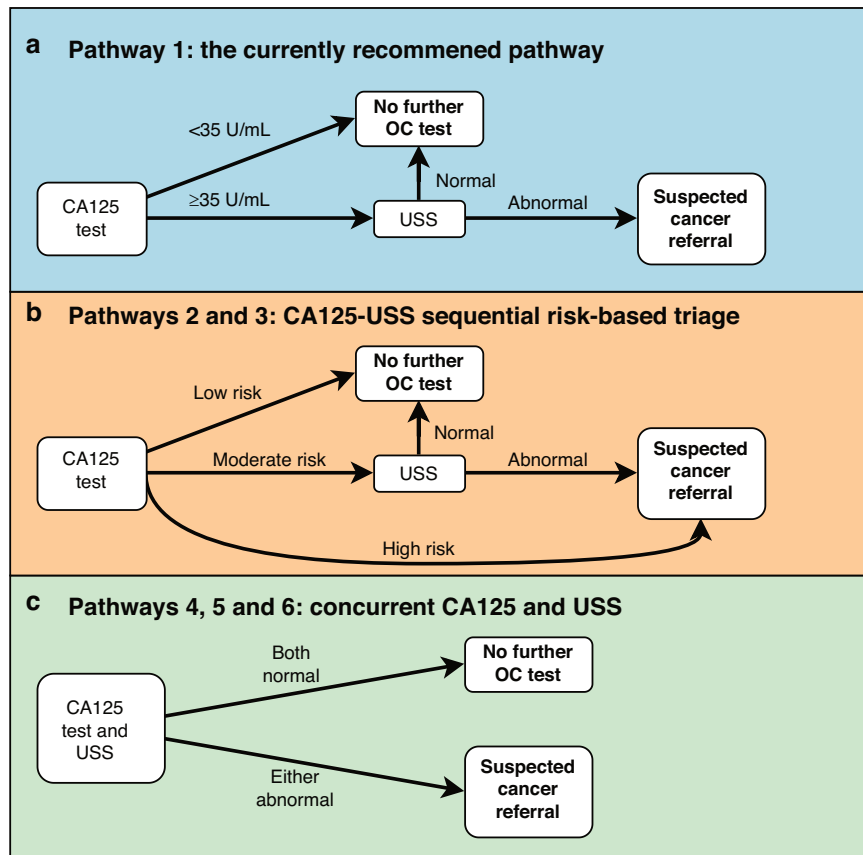 a Pathway 1: the currently recommened pathway
No further
OC test
<35 U/mL
Normal
CA125
test
≥35 U/mL
USS
Abnormal
Suspected
cancer
referral
b Pathways 2 and 3: CA125-USS sequential risk-based triage
No further
OC test
Low risk
Normal
CA125
test
Moderate risk
USS
Abnormal
Suspected
cancer
referral
High risk
c Pathways 4, 5 and 6: concurrent CA125 and USS
Both
normal
No further
OC test
CA125
test and
USS
Either
abnormal
Suspected
cancer
referral